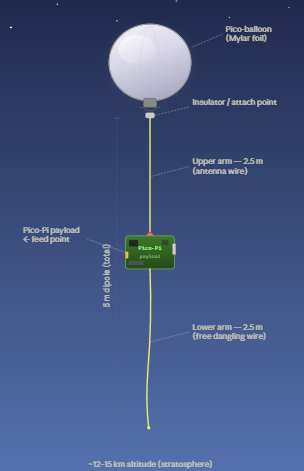 Pico-balloon
(Mylar foil)
Insulator / attach point
Upper arm — 2.5 m
(antenna wire)
Pico-Pi payload
← feed point
Pico-Pi
payload
5 m dipole (total)
Lower arm — 2.5 m
(free dangling wire)
~12–15 km altitude (stratosphere)